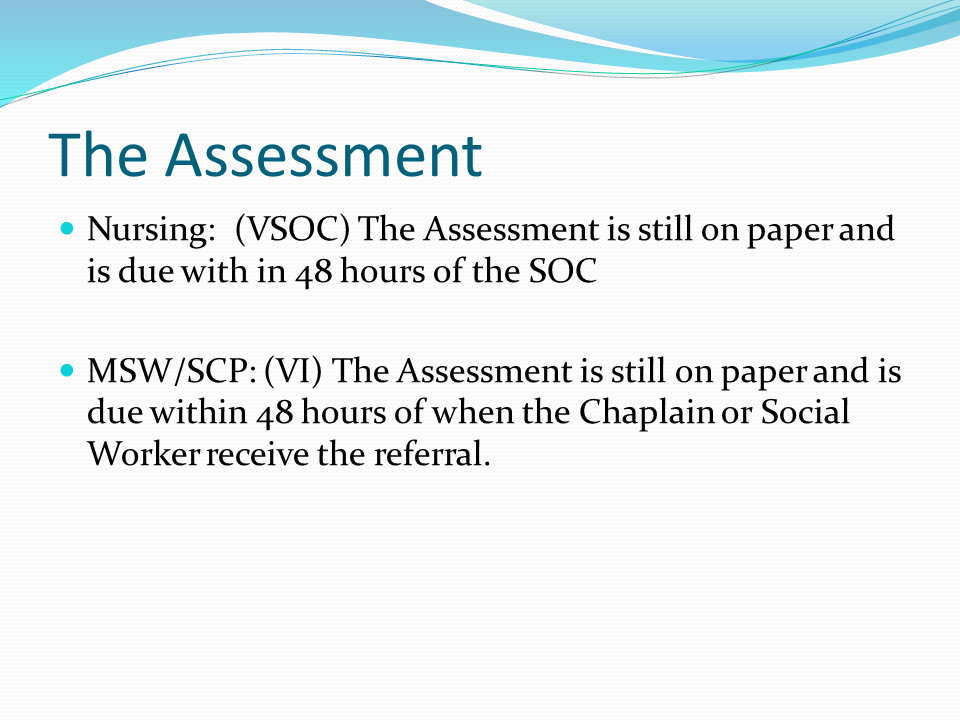 The Assessment
Nursing:  (VSOC) The Assessment is still on paper and
is due with in 48 hours of the SOC
MSW/SCP: (VI) The Assessment is still on paper and is
due within 48 hours of when the Chaplain or Social
Worker receive the referral.